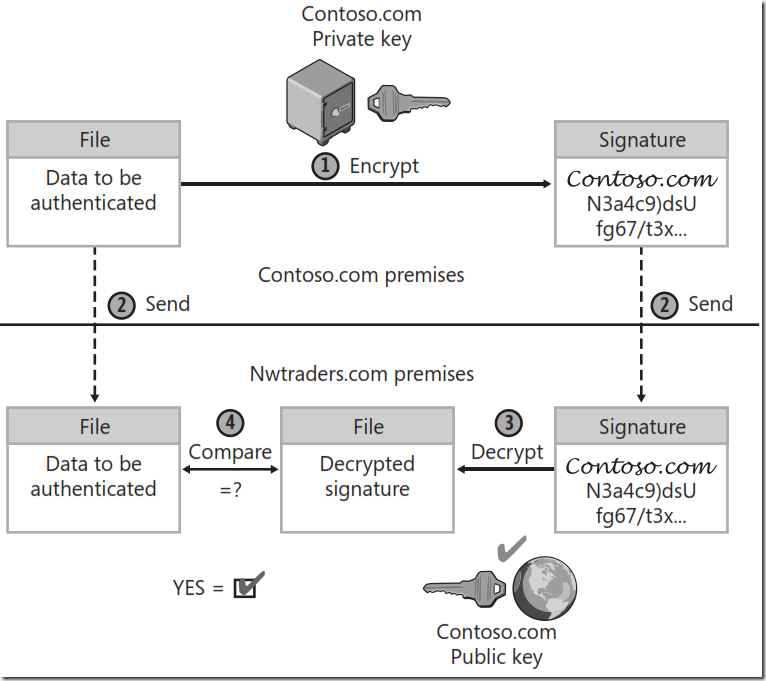 Contoso.com
Private key
File
Data to be
authenticated
1 Encrypt
Signature
Contoso.com
N3a4c9)dsU
fg67/t3x...
Contoso.com premises
2 Send
2 Send
Nwtraders.com premises
File
Data to be
authenticated
4
Compare
=?
File
Decrypted
signature
3
Decrypt
Signature
Contoso.com
N3a4c9)dsU
fg67/t3x...
YES =
Contoso.com
Public key